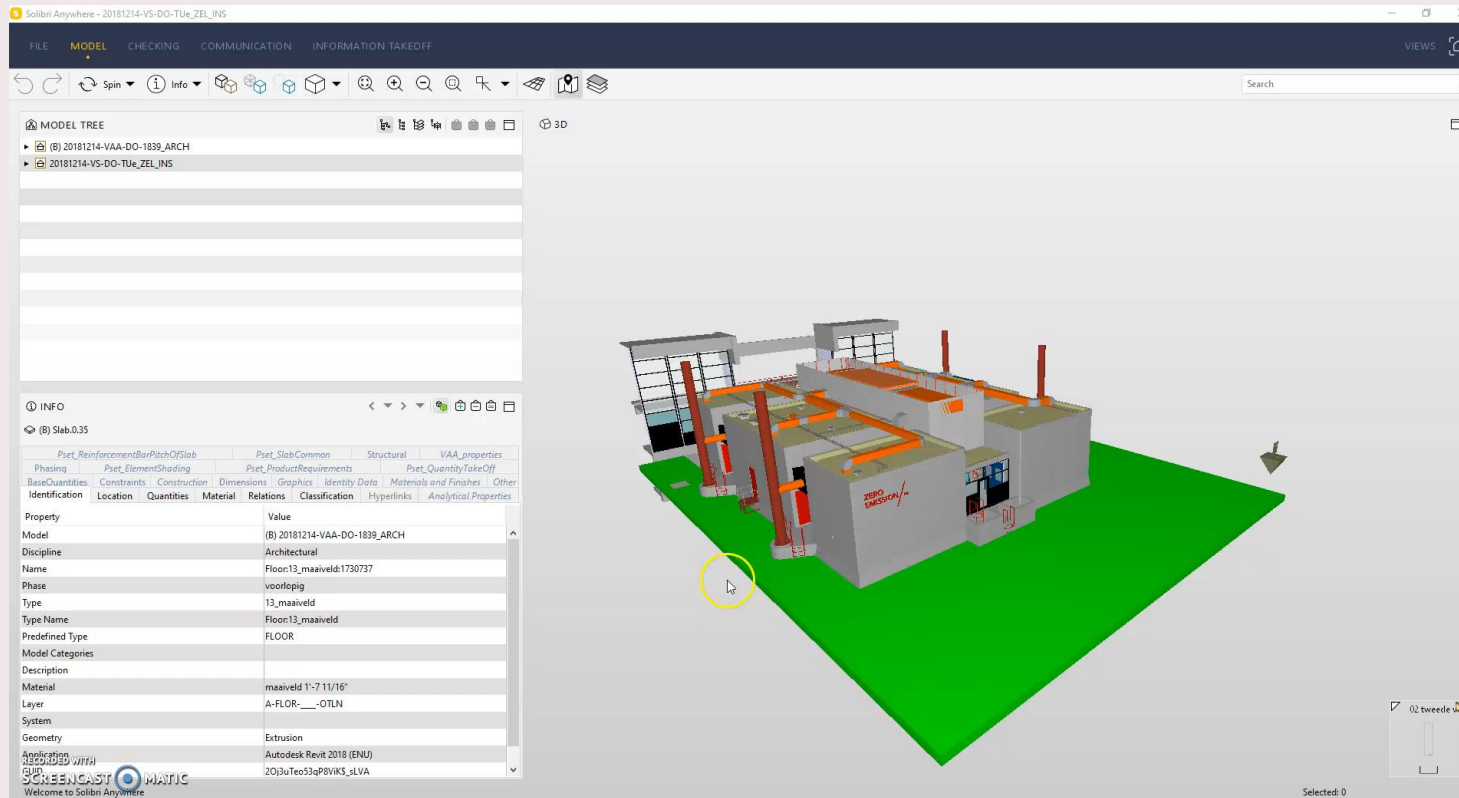 Solibri Anywhere - 20181214-VS-DO-TUe_ZEL_INS
FILE MODEL CHECKING COMMUNICATION INFORMATION TAKEOFF VIEWS
Spin Info Search
MODEL TREE
(B) 20181214-VAA-DO-1839_ARCH
20181214-VS-DO-TUe_ZEL_INS
3D
ZERO
EMISSION
INFO
(B) Slab.0.35
Pset_ReinforcementBarPitchOfSlab Pset_SlabCommon Structural VAA_properties
Phasing Pset_ElementShading Pset_ProductRequirements Pset_QuantityTakeOff
BaseQuantities Constraints Construction Dimensions Graphics Identity Data Materials and Finishes Other
Identification Location Quantities Material Relations Classification Hyperlinks Analytical Properties
Property Value
Model (B) 20181214-VAA-DO-1839_ARCH
Discipline Architectural
Name Floor:13_maaiveld:1730737
Phase voorlopig
Type 13_maaiveld
Type Name Floor:13_maaiveld
Predefined Type FLOOR
Model Categories
Description
Material maaiveld 1'-7 11/16"
Layer A-FLOR-___-OTLN
System
Geometry Extrusion
Application Autodesk Revit 2018 (ENU)
GUID 2Oj3uTeo53qP8ViK$_sLVA
RECORDED WITH
SCREENCAST MATIC
Welcome to Solibri Anywhere
02 tweede v
Selected: 0